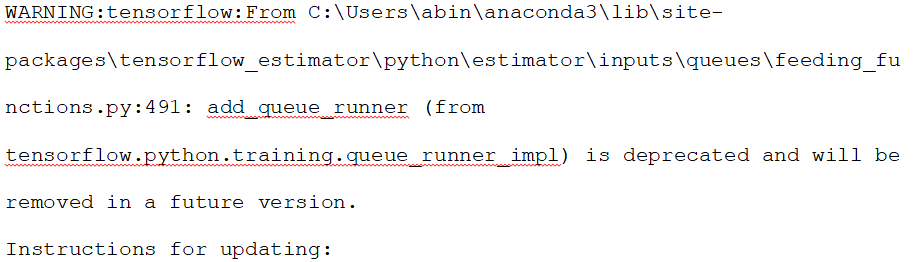 WARNING:tensorflow:From C:\Users\abin\anaconda3\lib\site-
packages\tensorflow_estimator\python\estimator\inputs\queues\feeding_fu
nctions.py:491: add_queue_runner (from
tensorflow.python.training.queue_runner_impl) is deprecated and will be
removed in a future version.
Instructions for updating: